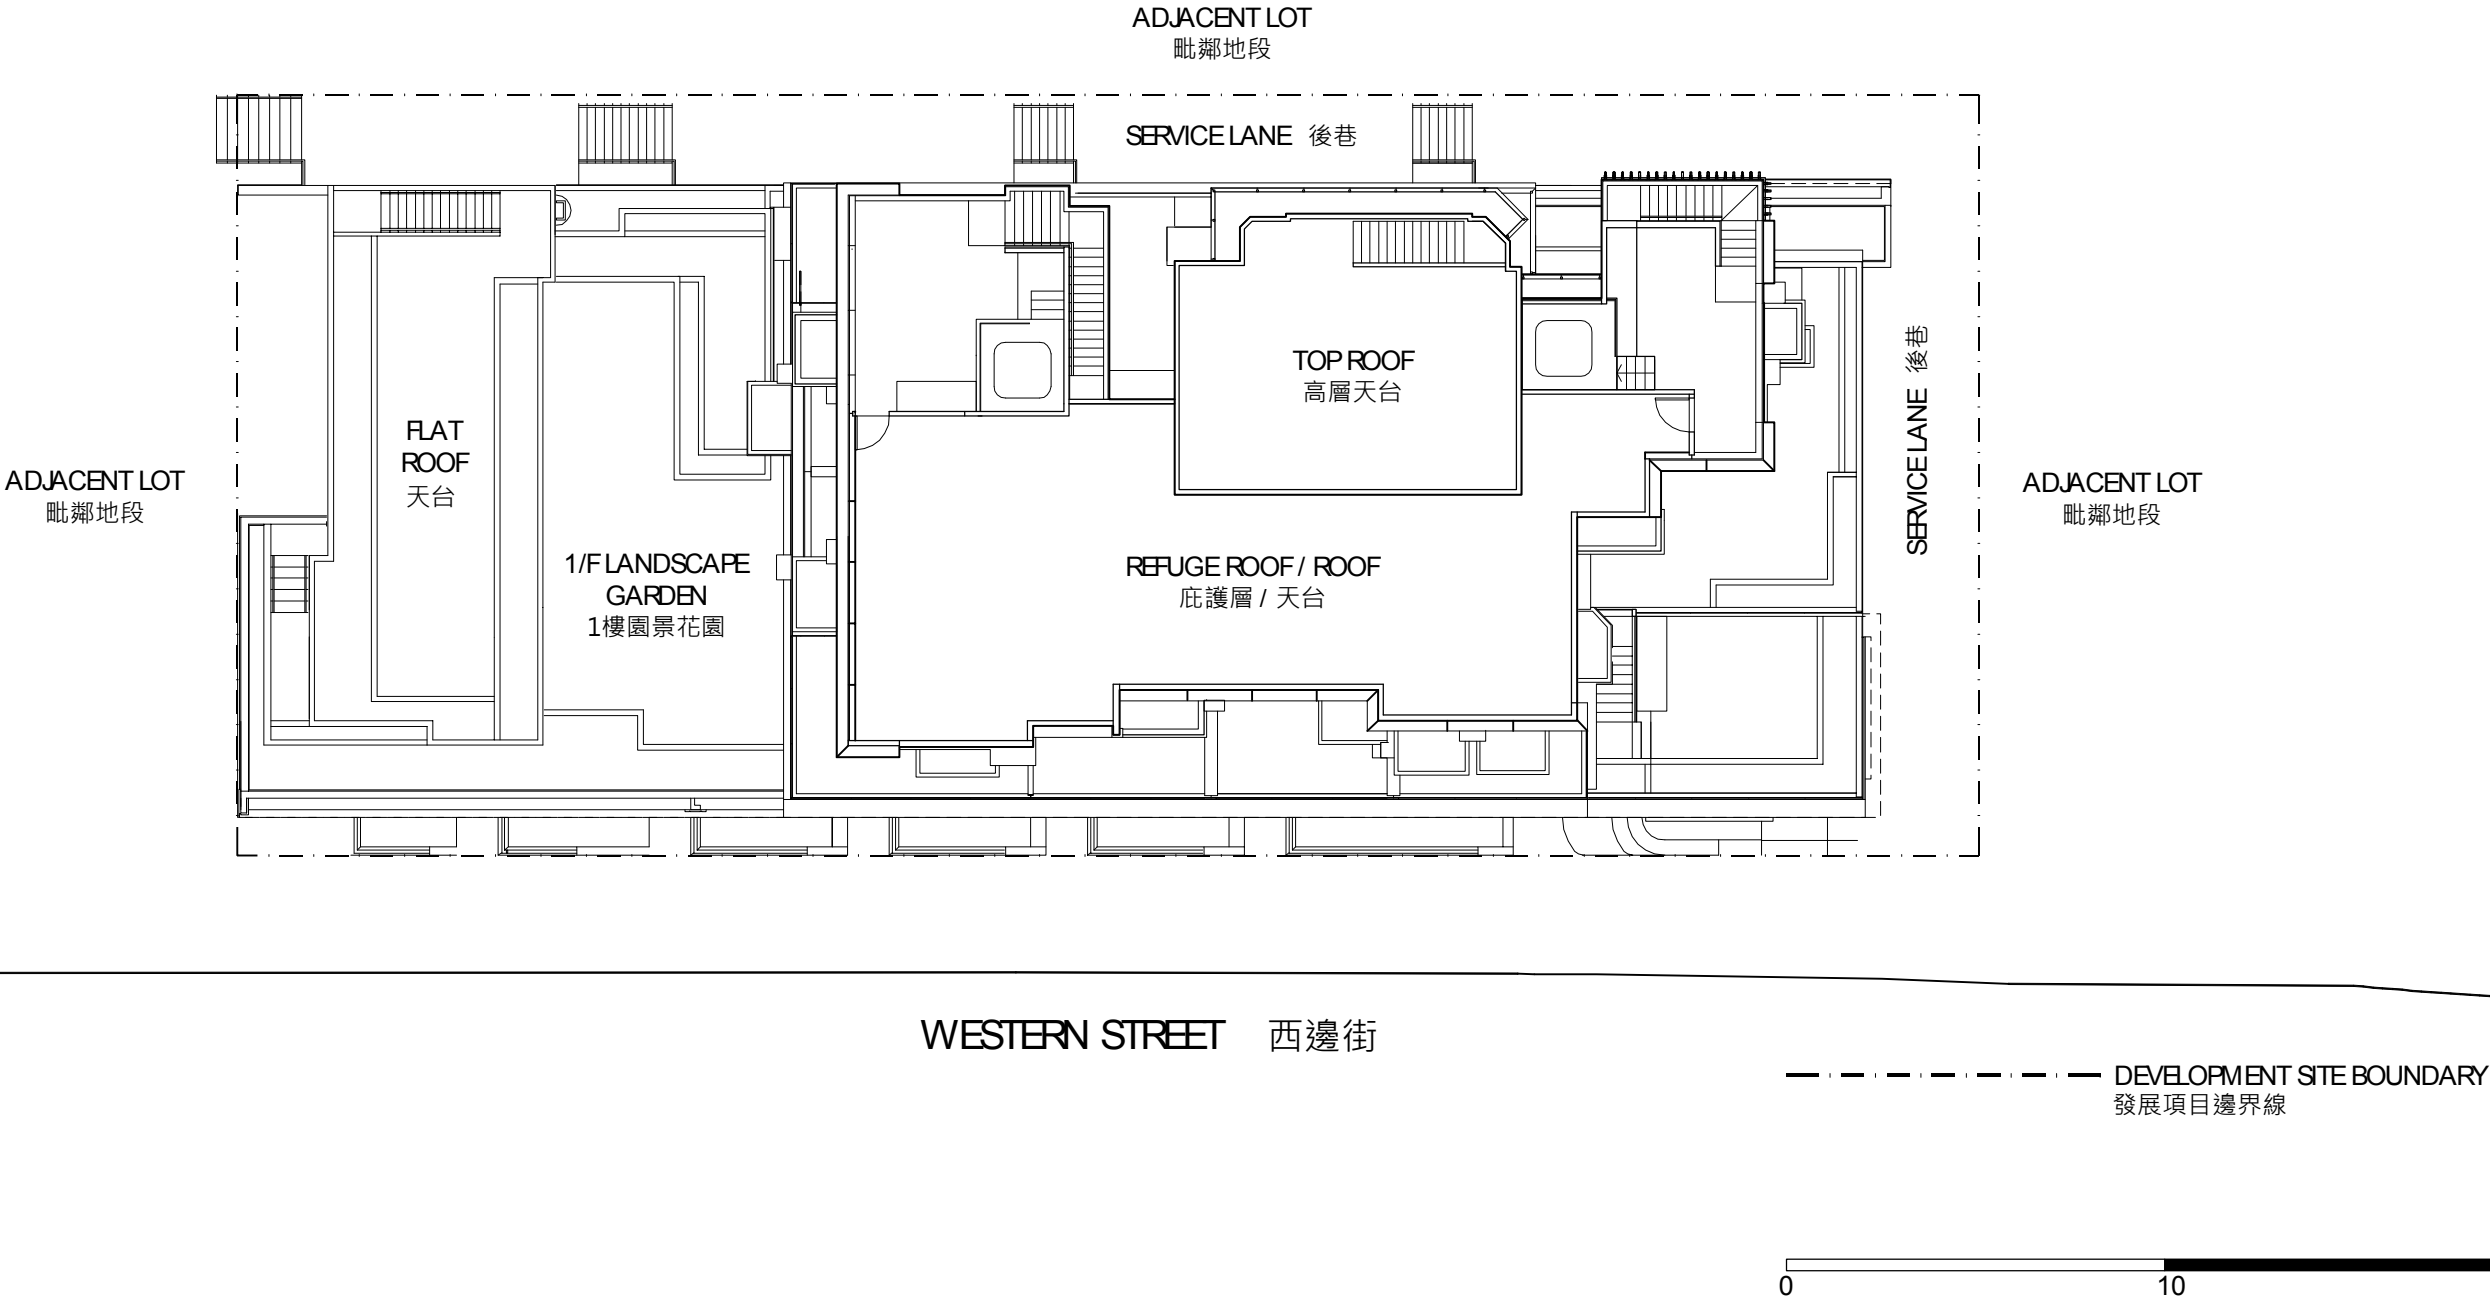 ADJACENT LOT
毗鄰地段
SERVICE LANE 後巷
TOP ROOF
高層天台
FLAT
ROOF
天台
ADJACENT LOT
毗鄰地段
SERVICE LANE 後巷
ADJACENT LOT
毗鄰地段
1/F LANDSCAPE
GARDEN
1樓園景花園
REFUGE ROOF / ROOF
庇護層 / 天台
WESTERN STREET 西邊街
DEVELOPMENT SITE BOUNDARY
發展項目邊界線
0 10